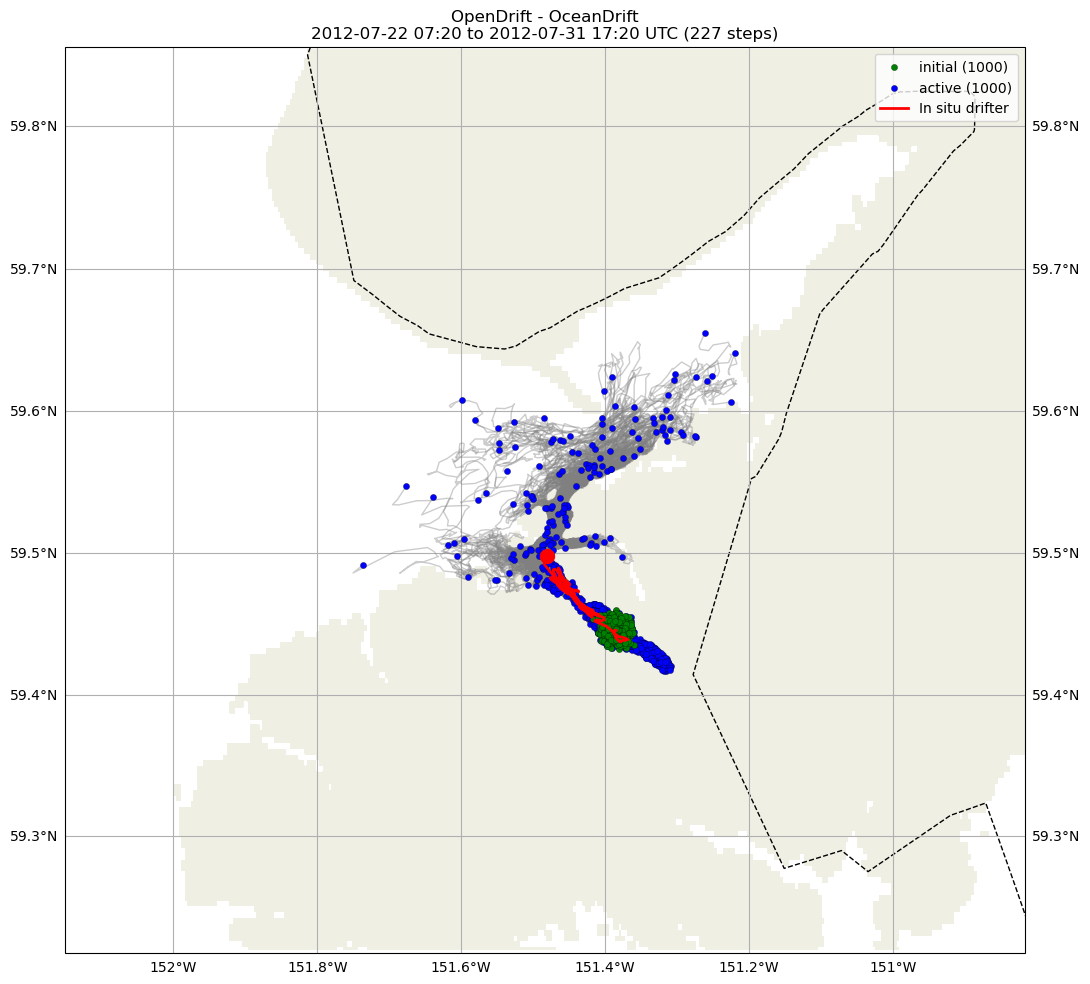 OpenDrift - OceanDrift
2012-07-22 07:20 to 2012-07-31 17:20 UTC (227 steps)
initial (1000)
active (1000)
In situ drifter
59.8°N
59.8°N
59.7°N
59.7°N
59.6°N
59.6°N
59.5°N
59.5°N
59.4°N
59.4°N
59.3°N
59.3°N
152°W
151.8°W
151.6°W
151.4°W
151.2°W
151°W